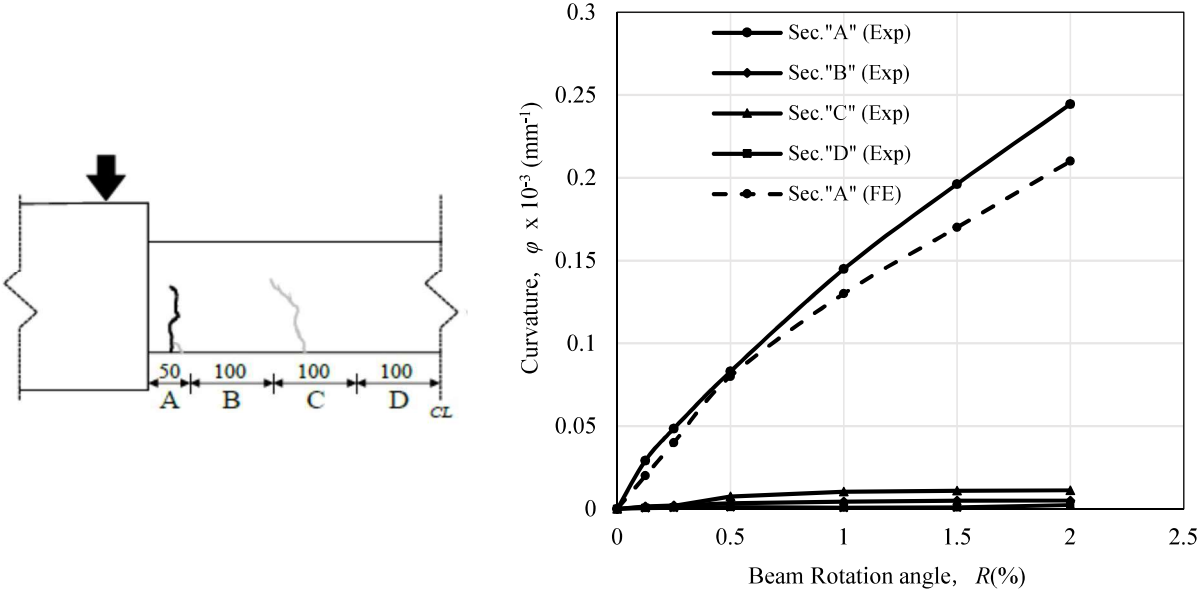 50 100 100 100
A B C D CL
0.3
0.25
0.2
0.15
0.1
0.05
0
Curvature, φ x 10-3 (mm-1)
Sec."A" (Exp)
Sec."B" (Exp)
Sec."C" (Exp)
Sec."D" (Exp)
Sec."A" (FE)
0 0.5 1 1.5 2 2.5
Beam Rotation angle, R(%)